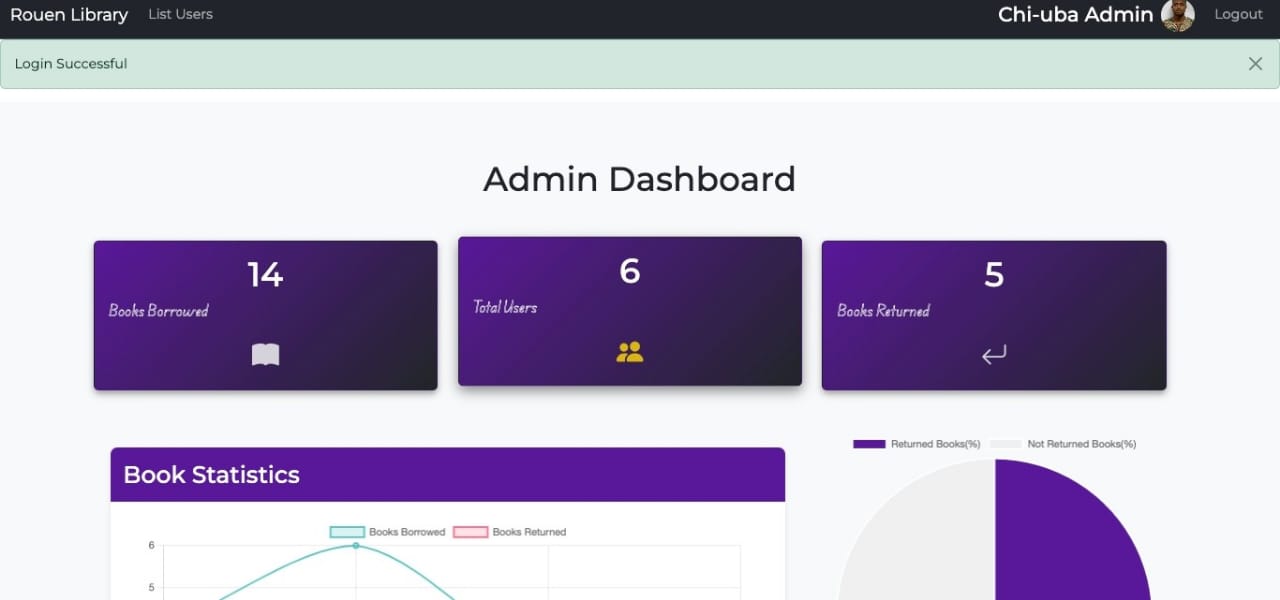 Rouen Library List Users Chi-uba Admin Logout
Login Successful
Admin Dashboard
14
Books Borrowed
6
Total Users
5
Books Returned
Book Statistics
Books Borrowed Books Returned
6
5
Returned Books(%) Not Returned Books(%)